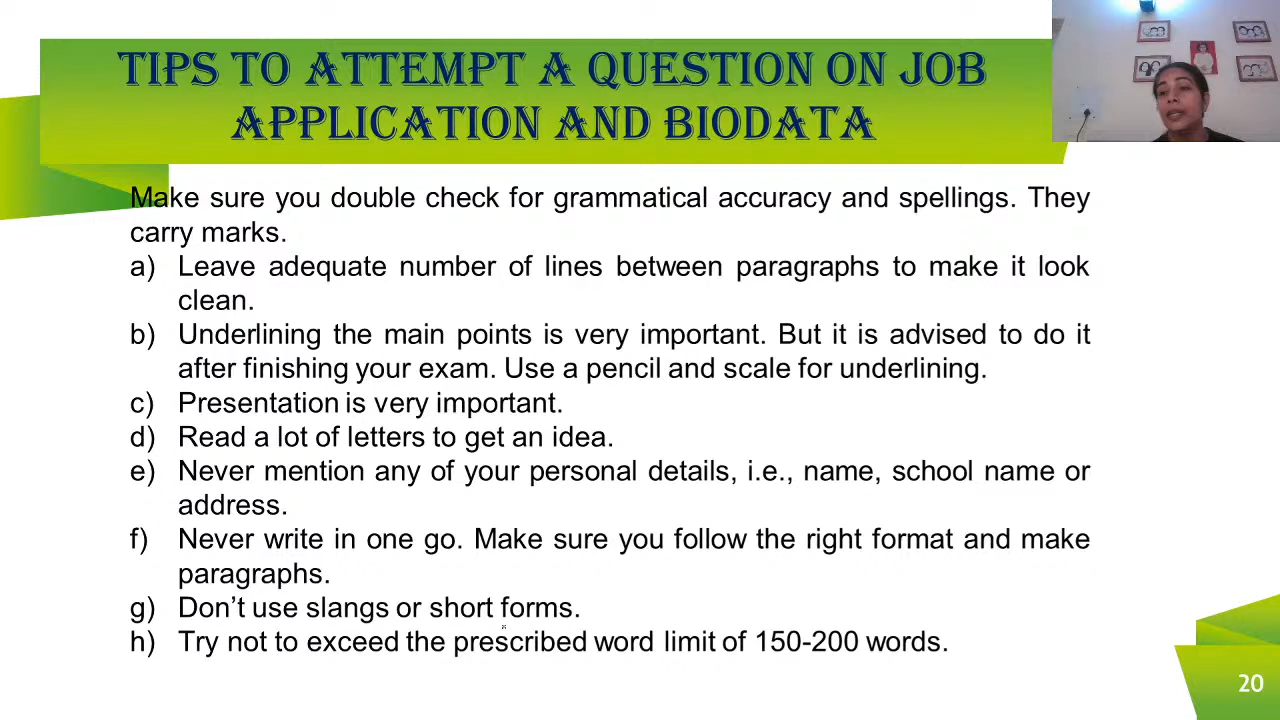 TIPS TO ATTEMPT A QUESTION ON JOB
APPLICATION AND BIODATA
Make sure you double check for grammatical accuracy and spellings. They
carry marks.
a) Leave adequate number of lines between paragraphs to make it look
clean.
b) Underlining the main points is very important. But it is advised to do it
after finishing your exam. Use a pencil and scale for underlining.
c) Presentation is very important.
d) Read a lot of letters to get an idea.
e) Never mention any of your personal details, i.e., name, school name or
address.
f) Never write in one go. Make sure you follow the right format and make
paragraphs.
g) Don’t use slangs or short forms.
h) Try not to exceed the prescribed word limit of 150-200 words.
20